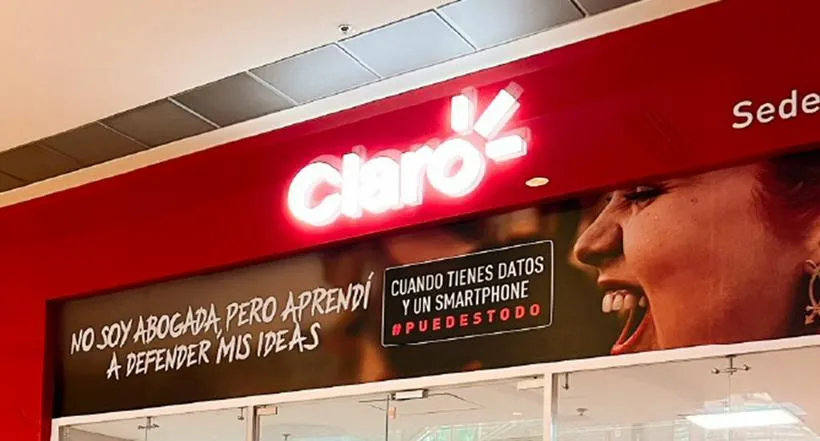 Claro
Sede
NO SOY ABOGADA, PERO APRENDÍ
A DEFENDER MIS IDEAS
CUANDO TIENES DATOS
Y UN SMARTPHONE
#PUEDESTODO